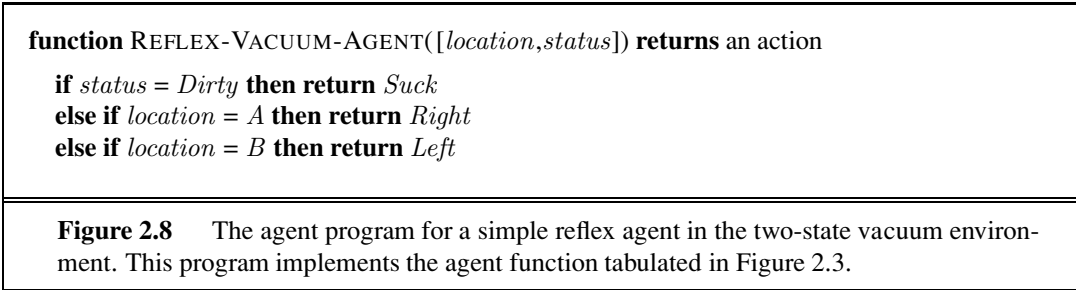 function REFLEX-VACUUM-AGENT([location,status]) returns an action
if status = Dirty then return Suck
else if location = A then return Right
else if location = B then return Left
Figure 2.8 The agent program for a simple reflex agent in the two-state vacuum environ-
ment. This program implements the agent function tabulated in Figure 2.3.